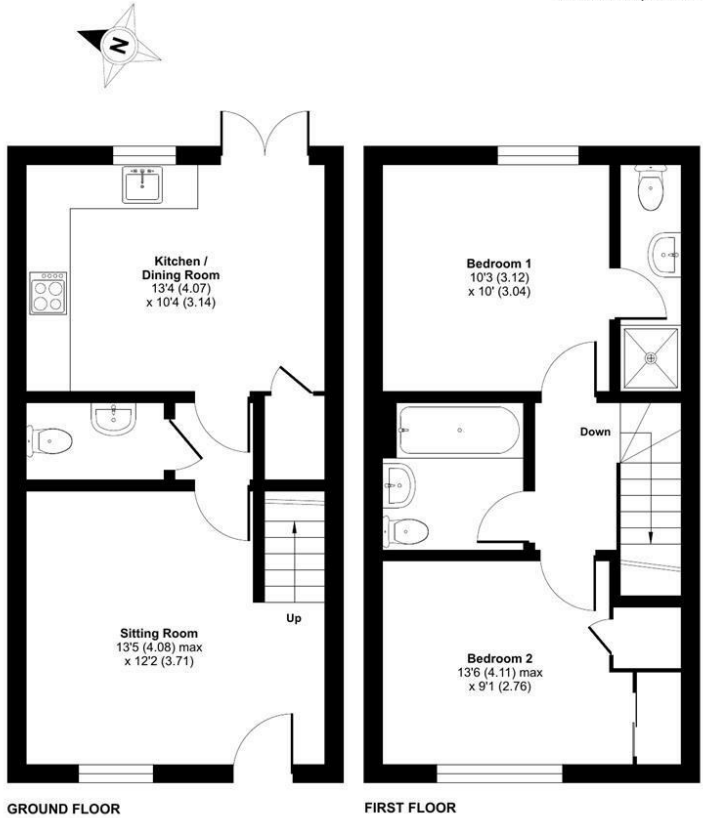 N
Kitchen /
Dining Room
13'4 (4.07)
x 10'4 (3.14)
Bedroom 1
10'3 (3.12)
x 10' (3.04)
Down
Up
Sitting Room
13'5 (4.08) max
x 12'2 (3.71)
Bedroom 2
13'6 (4.11) max
x 9'1 (2.76)
GROUND FLOOR
FIRST FLOOR